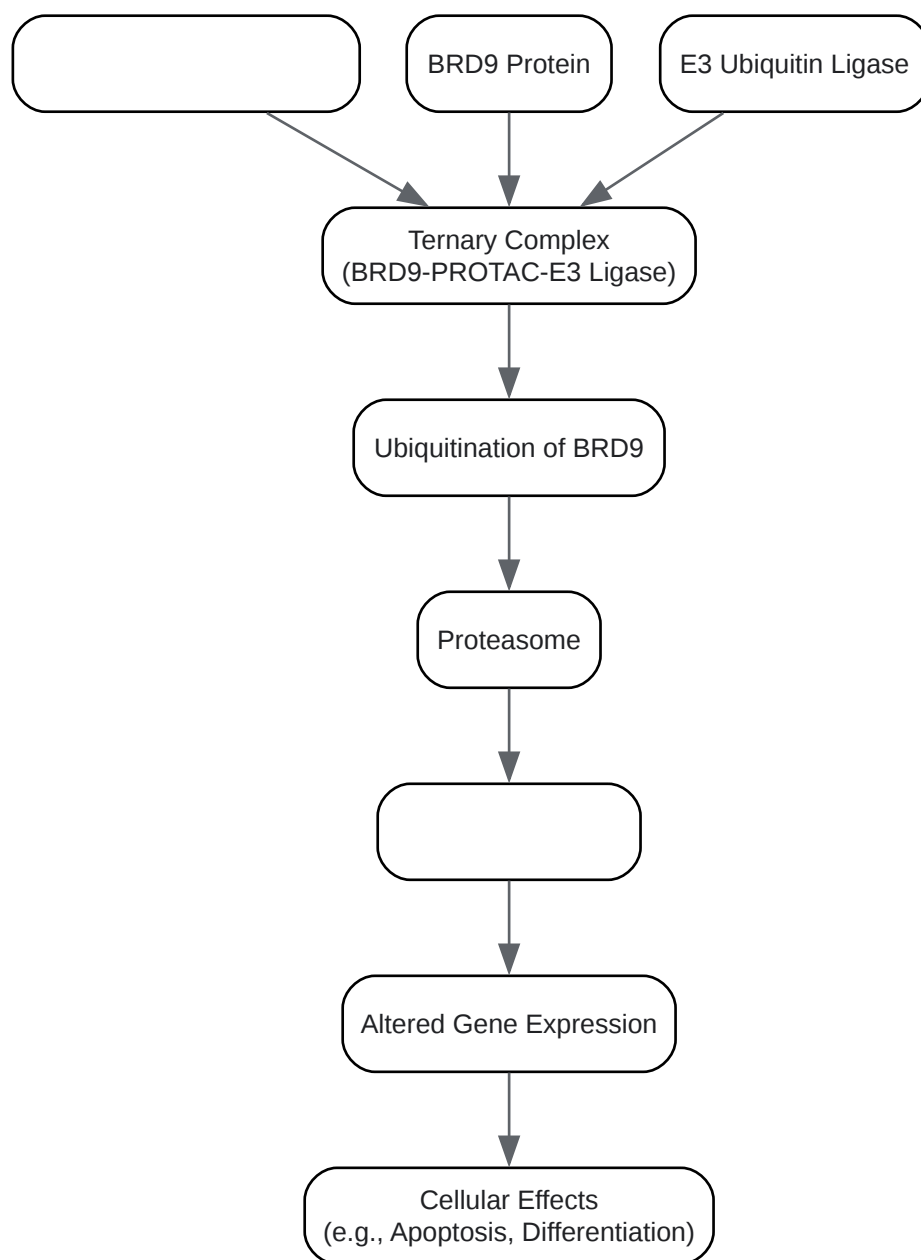 BRD9 Protein
E3 Ubiquitin Ligase
Ternary Complex
(BRD9-PROTAC-E3 Ligase)
Ubiquitination of BRD9
Proteasome
Altered Gene Expression
Cellular Effects
(e.g., Apoptosis, Differentiation)